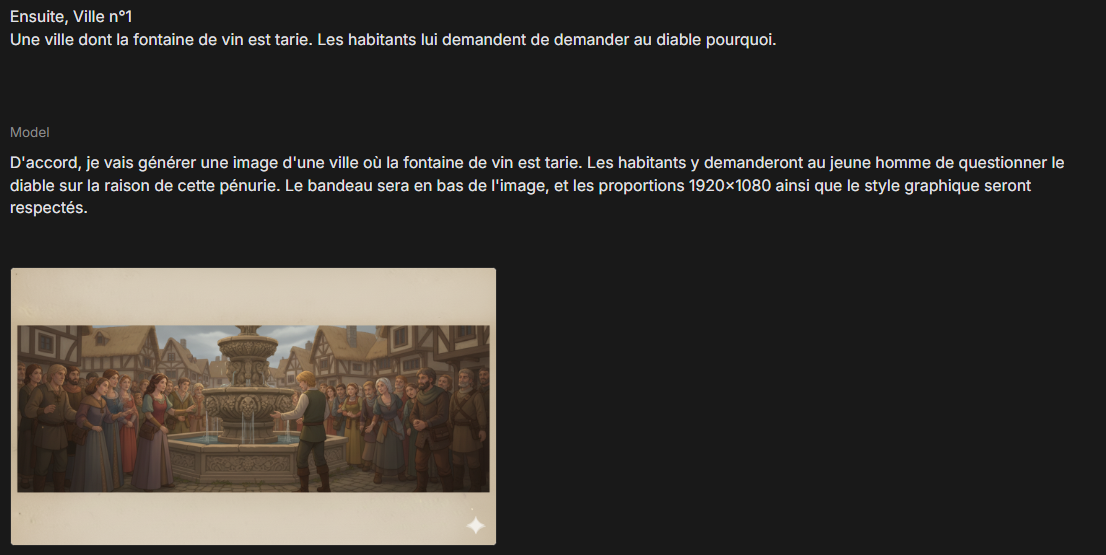 Ensuite, Ville n°1
Une ville dont la fontaine de vin est tarie. Les habitants lui demandent de demander au diable pourquoi.
Model
D'accord, je vais générer une image d'une ville où la fontaine de vin est tarie. Les habitants y demanderont au jeune homme de questionner le
diable sur la raison de cette pénurie. Le bandeau sera en bas de l'image, et les proportions 1920×1080 ainsi que le style graphique seront
respectés.